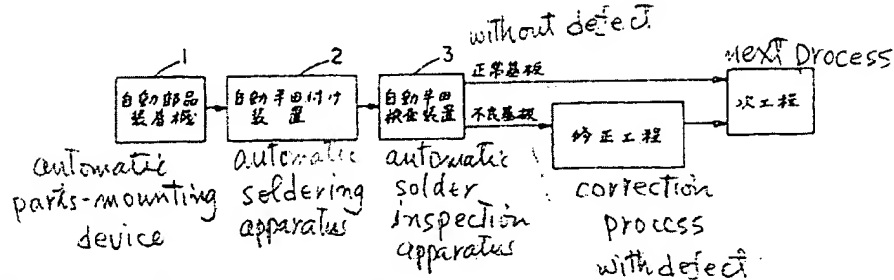 without defect
1
2
3
正常基板
next process
自動部品
装着機
自動半田付け
装置
自動半田
検査装置
不良基板
修正工程
次工程
automatic
parts-mounting
device
automatic
soldering
apparatus
automatic
solder
inspection
apparatus
correction
process
with defect